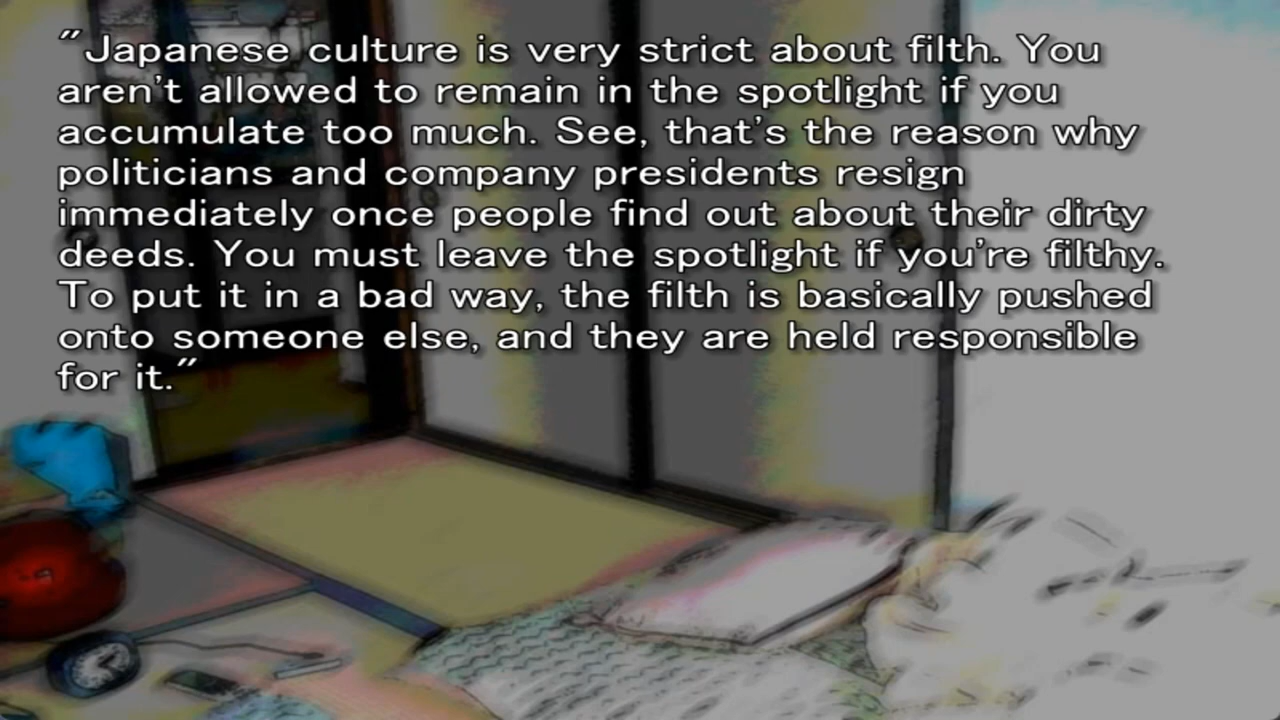 "Japanese culture is very strict about filth. You
aren't allowed to remain in the spotlight if you
accumulate too much. See, that's the reason why
politicians and company presidents resign
immediately once people find out about their dirty
deeds. You must leave the spotlight if you're filthy.
To put it in a bad way, the filth is basically pushed
onto someone else, and they are held responsible
for it."